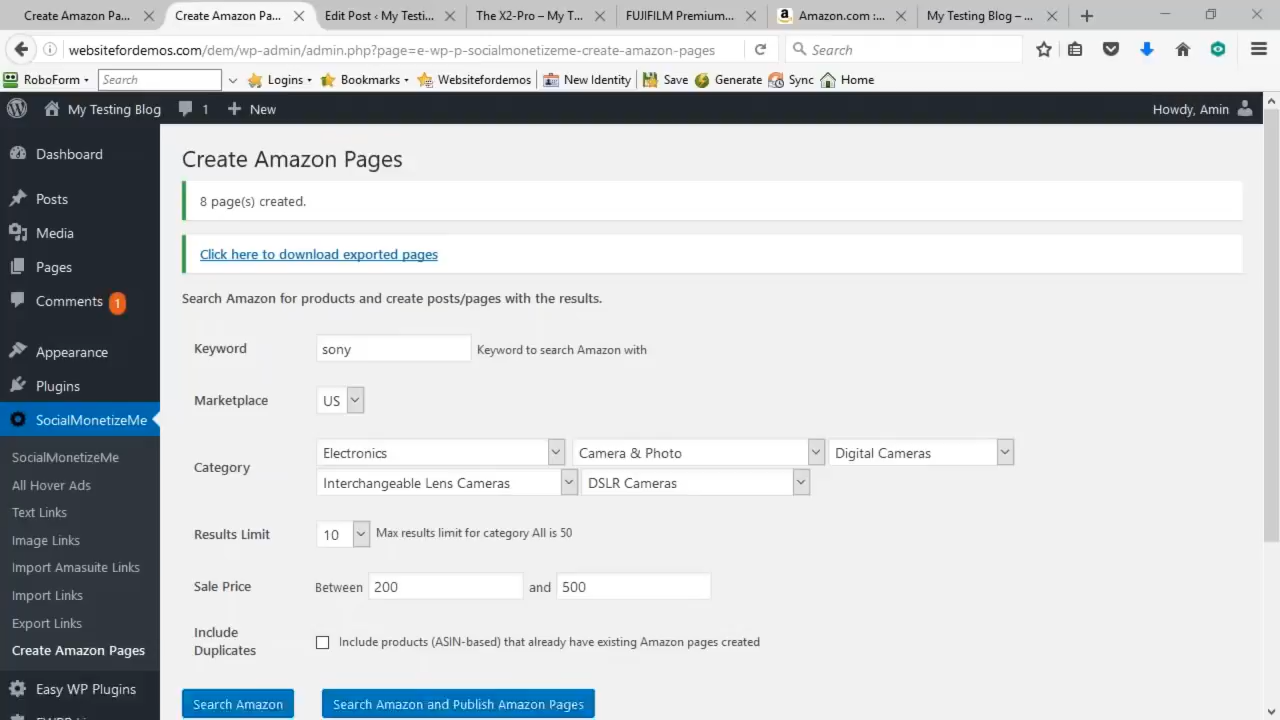 Create Amazon Pa...
Create Amazon Pa...
Edit Post ‹ My Testi...
The X2-Pro – My T...
FUJIFILM Premium...
Amazon.com :...
My Testing Blog – ...
websitefordemos.com/dem/wp-admin/admin.php?page=e-wp-p-socialmonetizeme-create-amazon-pages
Search
RoboForm
Search
Logins
Bookmarks
Websitefordemos
New Identity
Save
Generate
Sync
Home
My Testing Blog
1
New
Howdy, Amin
Dashboard
Posts
Media
Pages
Comments 1
Appearance
Plugins
SocialMonetizeMe
SocialMonetizeMe
All Hover Ads
Text Links
Image Links
Import Amasuite Links
Import Links
Export Links
Create Amazon Pages
Easy WP Plugins
Create Amazon Pages
8 page(s) created.
Click here to download exported pages
Search Amazon for products and create posts/pages with the results.
Keyword sony Keyword to search Amazon with
Marketplace US
Category Electronics Camera & Photo Digital Cameras
Interchangeable Lens Cameras DSLR Cameras
Results Limit 10 Max results limit for category All is 50
Sale Price Between 200 and 500
Include
Duplicates
Include products (ASIN-based) that already have existing Amazon pages created
Search Amazon
Search Amazon and Publish Amazon Pages